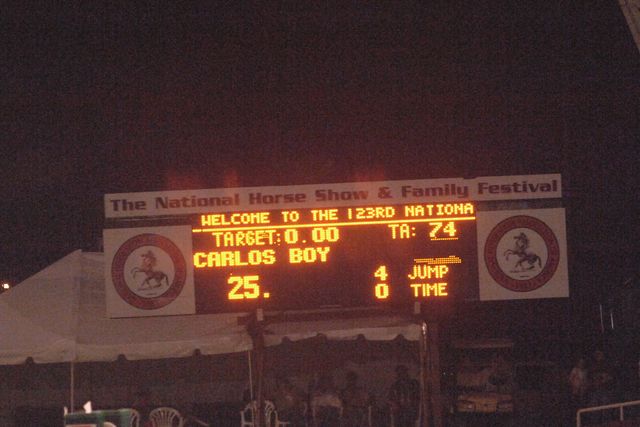 The National Horse Show & Family Festival
WELCOME TO THE 123RD NATIONA
TARGET:0.00 TA: 74
CARLOS BOY
25. 4 JUMP
0 TIME